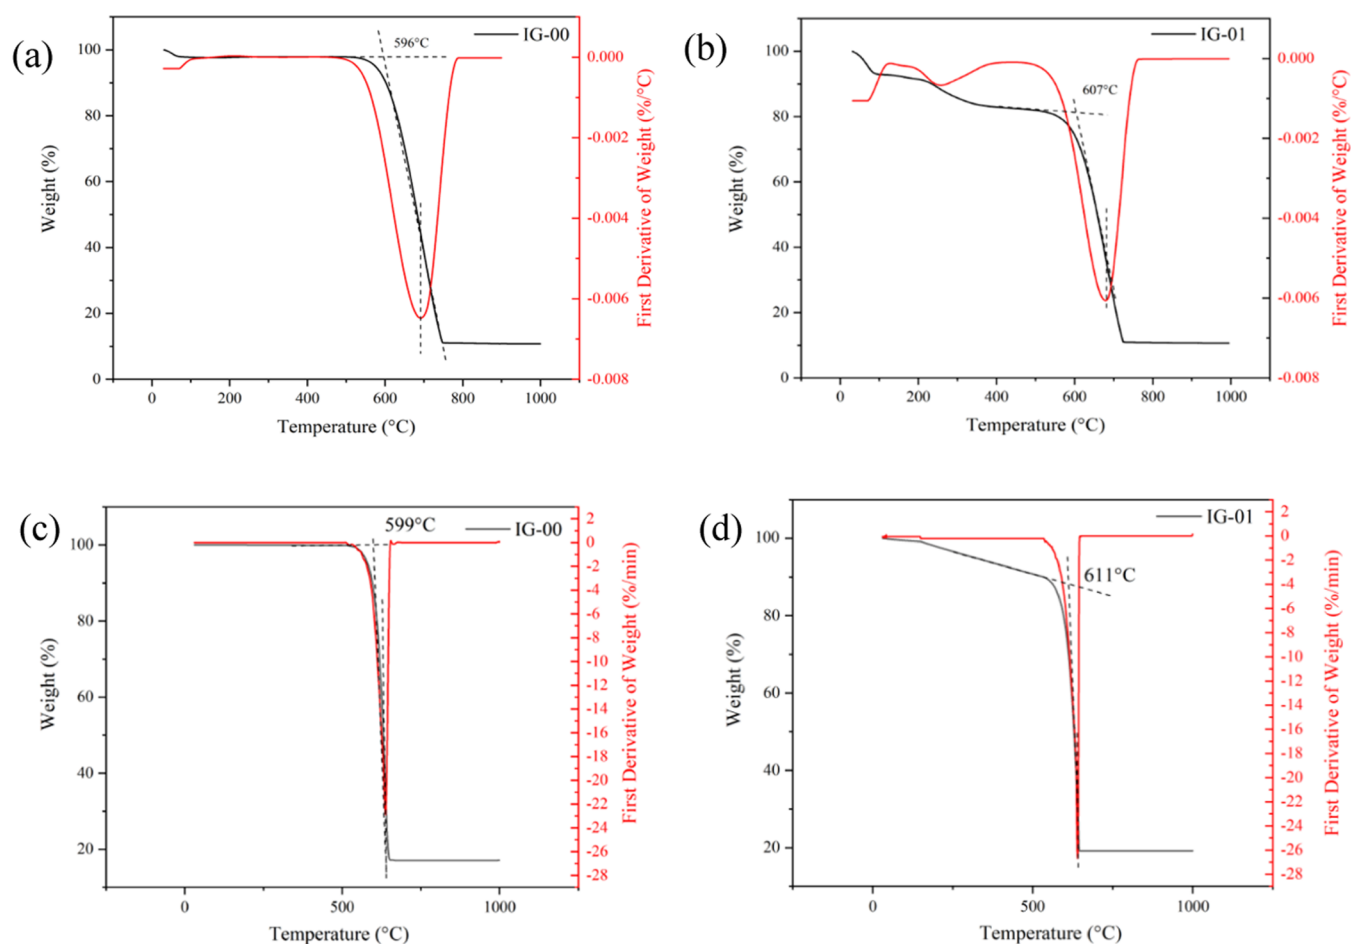 (a)
IG-00
596°C
100
80
60
40
20
0
Weight (%)
0 200 400 600 800 1000
Temperature (°C)
0.000
-0.002
-0.004
-0.006
-0.008
First Derivative of Weight (%/°C)
(b)
IG-01
607°C
100
80
60
40
20
0
Weight (%)
0 200 400 600 800 1000
Temperature (°C)
0.000
-0.002
-0.004
-0.006
-0.008
First Derivative of Weight (%/°C)
(c)
599°C
IG-00
100
80
60
40
20
Weight (%)
0 500 1000
Temperature (°C)
2
0
-2
-4
-6
-8
-10
-12
-14
-16
-18
-20
-22
-24
-26
-28
First Derivative of Weight (%/min)
(d)
IG-01
611°C
100
80
60
40
20
Weight (%)
0 500 1000
Temperature (°C)
2
0
-2
-4
-6
-8
-10
-12
-14
-16
-18
-20
-22
-24
-26
-28
First Derivative of Weight (%/min)